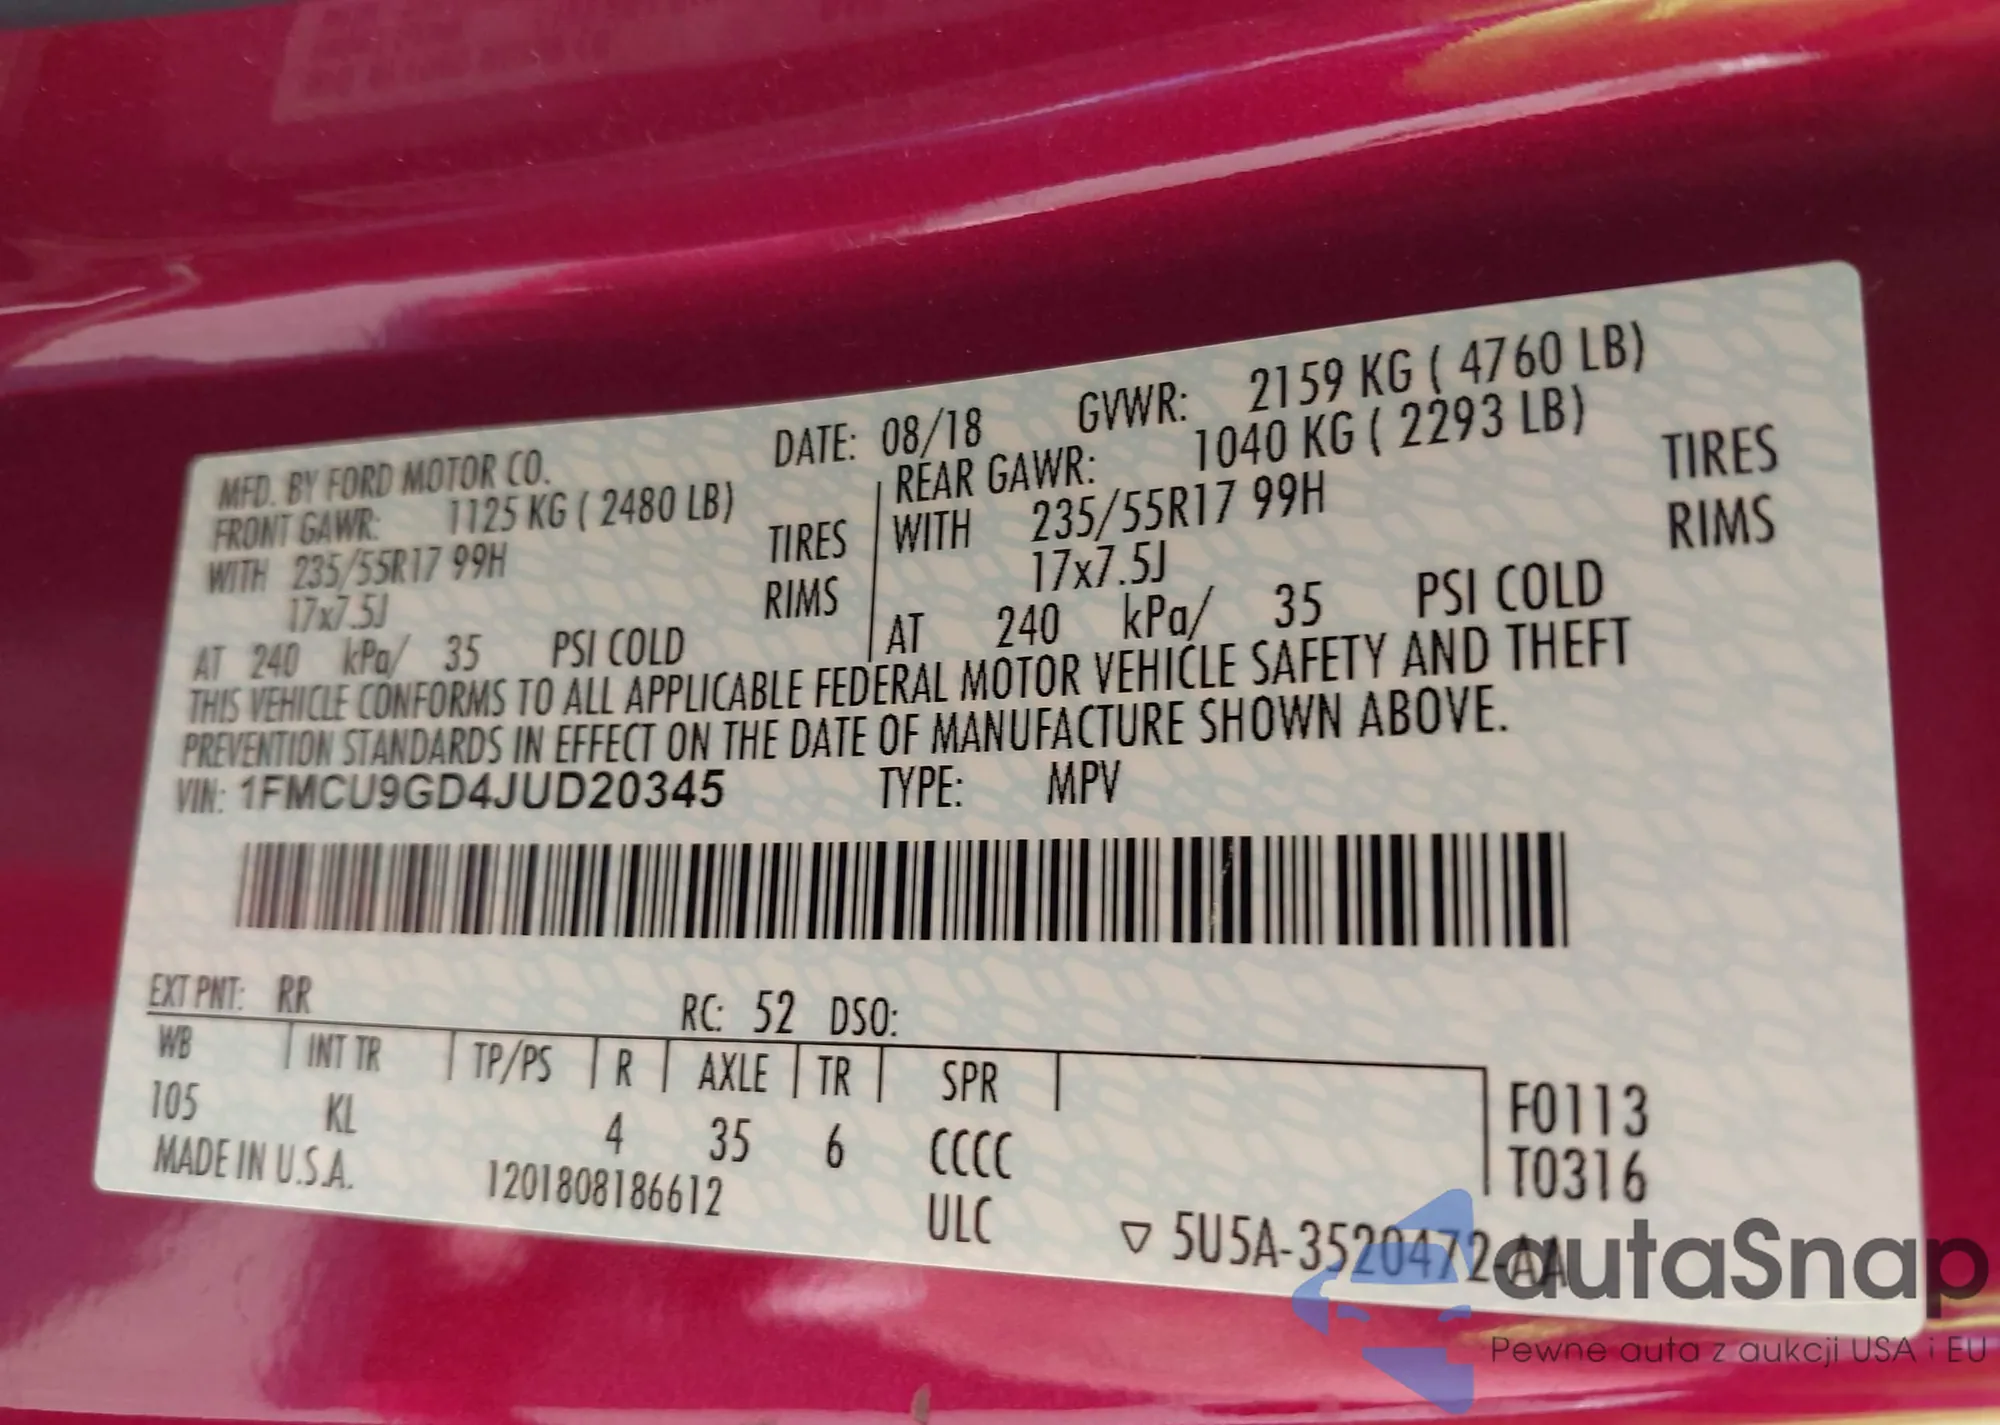 MFD. BY FORD MOTOR CO. DATE: 08/18 GVWR: 2159 KG ( 4760 LB)
FRONT GAWR: 1125 KG ( 2480 LB) REAR GAWR: 1040 KG ( 2293 LB)
WITH 235/55R17 99H TIRES WITH 235/55R17 99H TIRES
17x7.5J RIMS 17x7.5J RIMS
AT 240 kPa/ 35 PSI COLD AT 240 kPa/ 35 PSI COLD
THIS VEHICLE CONFORMS TO ALL APPLICABLE FEDERAL MOTOR VEHICLE SAFETY AND THEFT
PREVENTION STANDARDS IN EFFECT ON THE DATE OF MANUFACTURE SHOWN ABOVE.
VIN: 1FMCU9GD4JUD20345 TYPE: MPV
EXT PNT: RR RC: 52 DSO:
WB INT TR TP/PS R AXLE TR SPR
105 KL 4 35 6 CCCC F0113
MADE IN U.S.A. 1201808186612 ULC T0316
▽ 5U5A-3520472-AA
autaSnap
Pewne auta z aukcji USA i EU